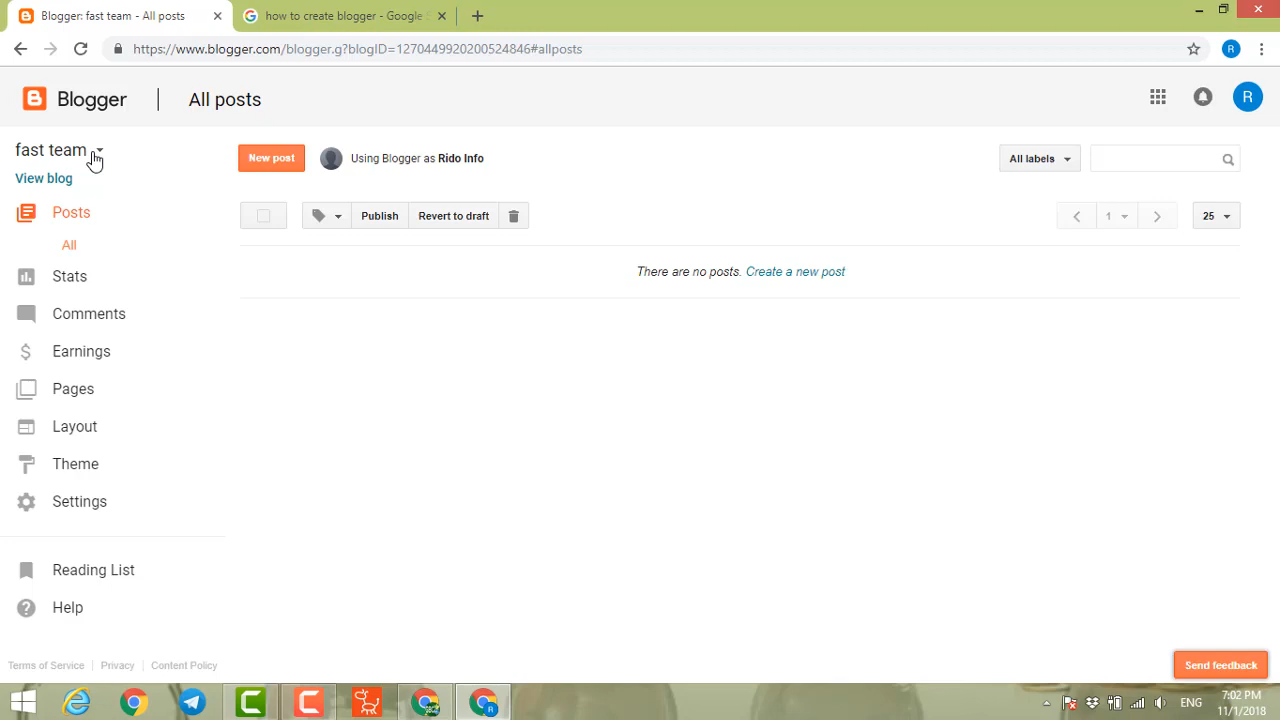 Blogger: fast team - All posts
how to create blogger - Google
https://www.blogger.com/blogger.g?blogID=1270449920200524846#allposts
R
Blogger
All posts
R
fast team
View blog
New post
Using Blogger as Rido Info
All labels
Posts
All
Publish
Revert to draft
1
25
There are no posts. Create a new post
Stats
Comments
Earnings
Pages
Layout
Theme
Settings
Reading List
Help
Terms of Service
Privacy
Content Policy
Send feedback
ENG
7:02 PM
11/1/2018